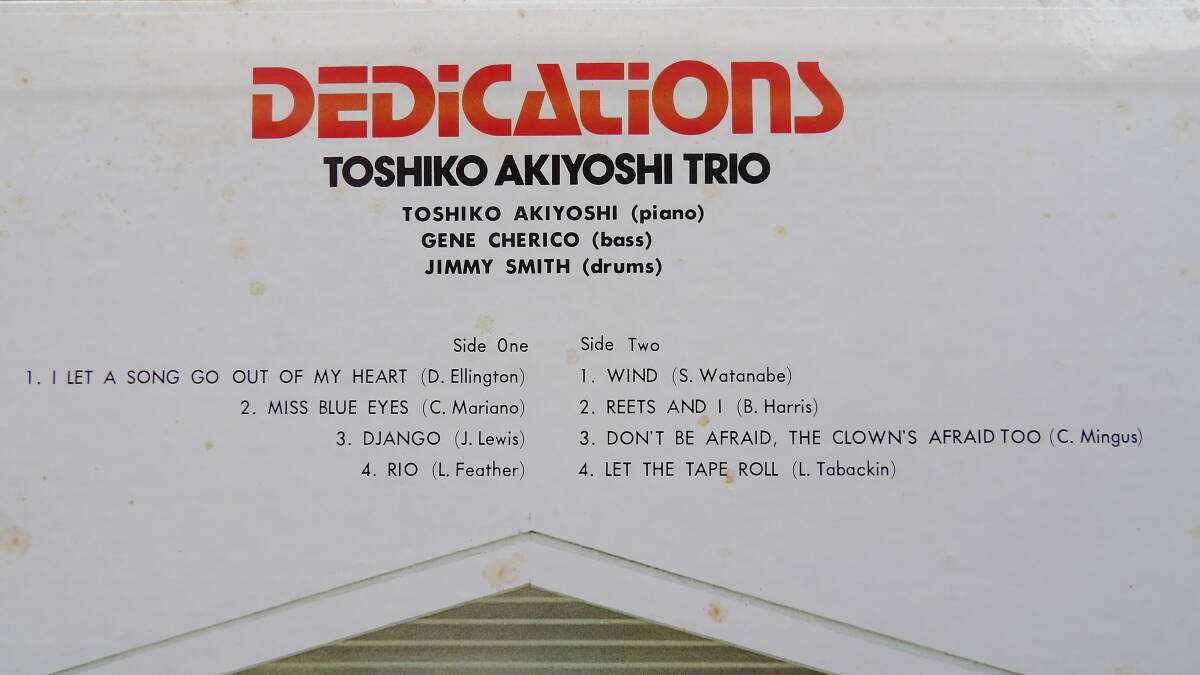 DEDiCATiONS
TOSHIKO AKIYOSHI TRIO
TOSHIKO AKIYOSHI (piano)
GENE CHERICO (bass)
JIMMY SMITH (drums)
Side One
1. I LET A SONG GO OUT OF MY HEART (D. Ellington)
2. MISS BLUE EYES (C. Mariano)
3. DJANGO (J. Lewis)
4. RIO (L. Feather)
Side Two
1. WIND (S. Watanabe)
2. REETS AND I (B. Harris)
3. DON'T BE AFRAID, THE CLOWN'S AFRAID TOO (C. Mingus)
4. LET THE TAPE ROLL (L. Tabackin)